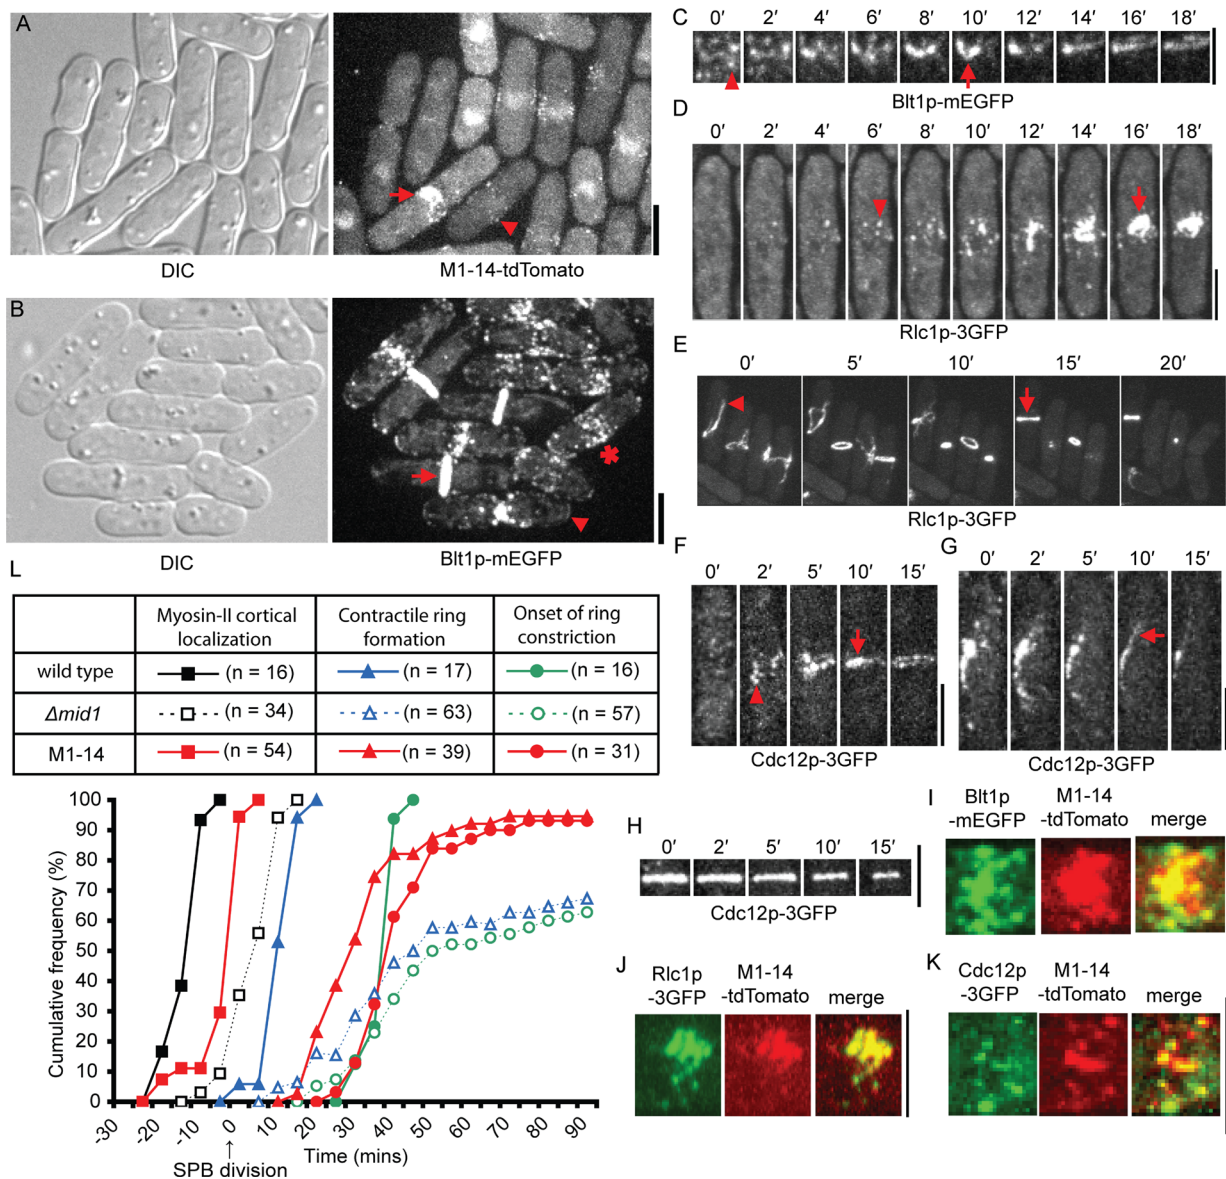 A
DIC
M1-14-tdTomato
B
DIC
Blt1p-mEGFP
C
0′ 2′ 4′ 6′ 8′ 10′ 12′ 14′ 16′ 18′
Blt1p-mEGFP
D
0′ 2′ 4′ 6′ 8′ 10′ 12′ 14′ 16′ 18′
Rlc1p-3GFP
E
0′ 5′ 10′ 15′ 20′
Rlc1p-3GFP
F
0′ 2′ 5′ 10′ 15′
Cdc12p-3GFP
G
0′ 2′ 5′ 10′ 15′
Cdc12p-3GFP
H
0′ 2′ 5′ 10′ 15′
Cdc12p-3GFP
I
Blt1p M1-14
-mEGFP -tdTomato merge
J
Rlc1p M1-14
-3GFP -tdTomato merge
K
Cdc12p M1-14
-3GFP -tdTomato merge
L
Myosin-II cortical Contractile ring Onset of ring
localization formation constriction
wild type (n = 16) (n = 17) (n = 16)
Δmid1 (n = 34) (n = 63) (n = 57)
M1-14 (n = 54) (n = 39) (n = 31)
Cumulative frequency (%)
100
90
80
70
60
50
40
30
20
10
0
-30 -20 -10 0 10 20 30 40 50 60 70 80 90
↑ Time (mins)
SPB division